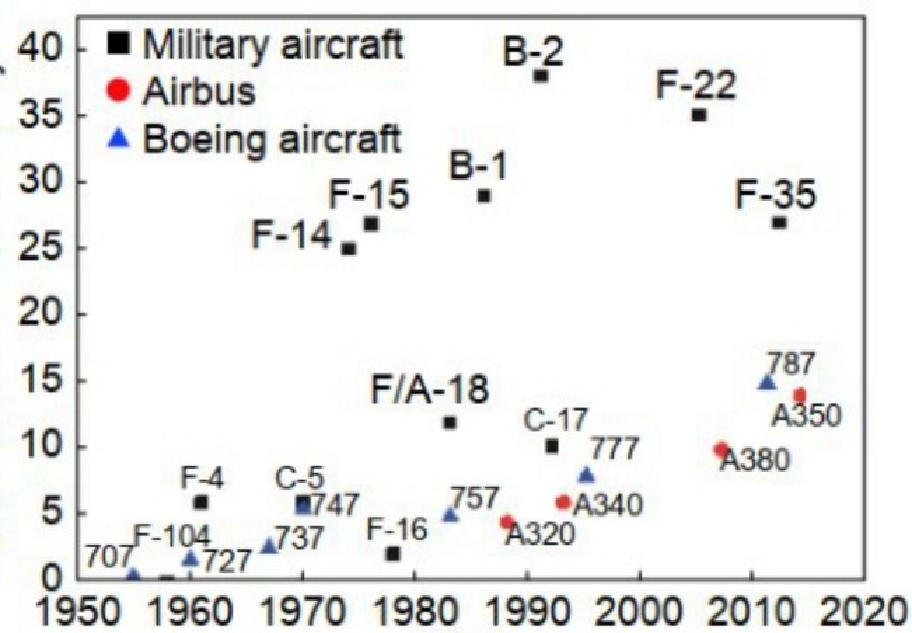 40
35
30
25
20
15
10
5
0
Military aircraft
Airbus
Boeing aircraft
B-2
F-22
B-1
F-15
F-35
F-14
787
F/A-18
A350
C-17
777
A380
F-4
C-5
747
757
A340
F-16
A320
F-104
737
707
727
1950 1960 1970 1980 1990 2000 2010 2020